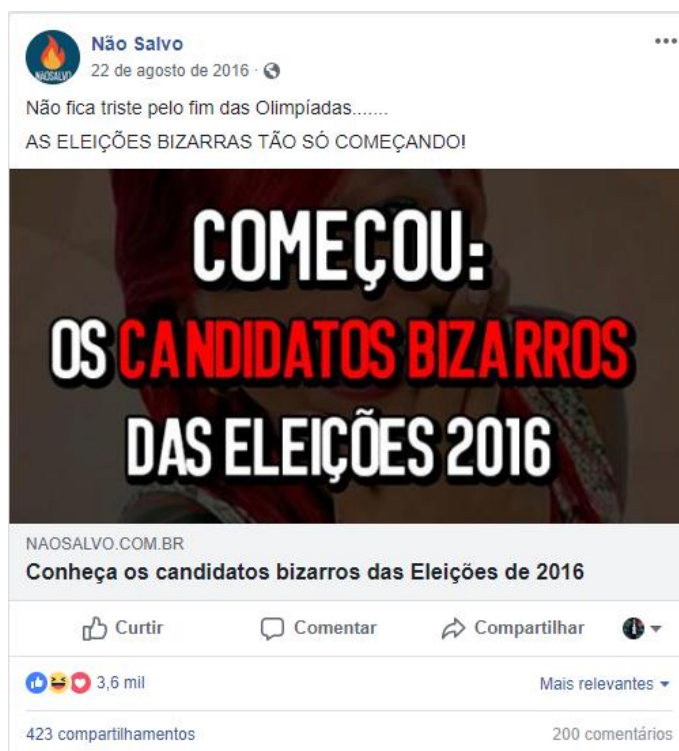 Não Salvo
22 de agosto de 2016
NÃOSALVO
Não fica triste pelo fim das Olimpíadas.......
AS ELEIÇÕES BIZARRAS TÃO SÓ COMEÇANDO!
COMEÇOU:
OS CANDIDATOS BIZARROS
DAS ELEIÇÕES 2016
NAOSALVO.COM.BR
Conheça os candidatos bizarros das Eleições de 2016
Curtir Comentar Compartilhar
3,6 mil Mais relevantes
423 compartilhamentos 200 comentários